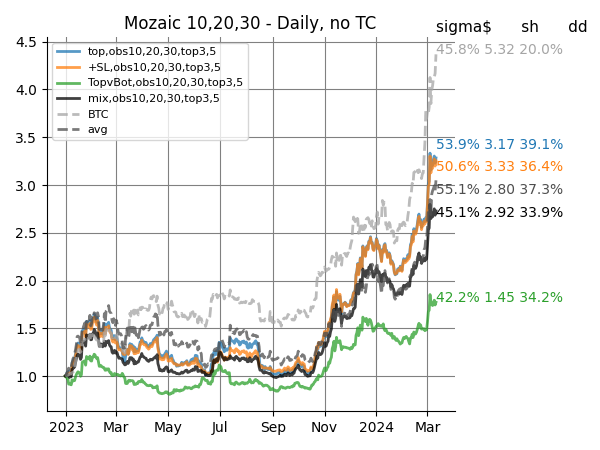 Mozaic 10,20,30 - Daily, no TC
sigma$ sh dd
45.8% 5.32 20.0%
53.9% 3.17 39.1%
50.6% 3.33 36.4%
55.1% 2.80 37.3%
45.1% 2.92 33.9%
42.2% 1.45 34.2%
top,obs10,20,30,top3,5
+SL,obs10,20,30,top3,5
TopvBot,obs10,20,30,top3,5
mix,obs10,20,30,top3,5
BTC
avg
4.5
4.0
3.5
3.0
2.5
2.0
1.5
1.0
2023 Mar May Jul Sep Nov 2024 Mar